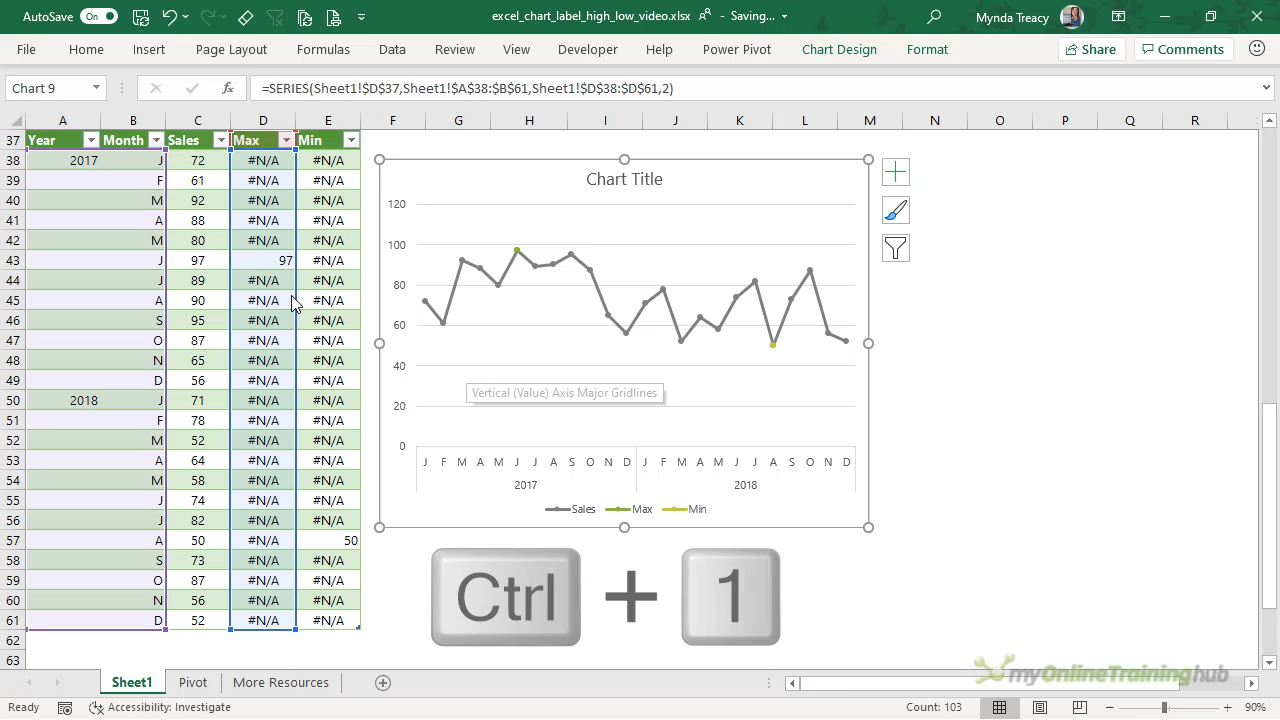 AutoSave On excel_chart_label_high_low_video.xlsx - Saving... Mynda Treacy
File Home Insert Page Layout Formulas Data Review View Developer Help Power Pivot Chart Design Format Share Comments
Chart 9 fx =SERIES(Sheet1!$D$37,Sheet1!$A$38:$B$61,Sheet1!$D$38:$D$61,2)
A B C D E F G H I J K L M N O P Q R
37 Year Month Sales Max Min
38 2017 J 72 #N/A #N/A
39 F 61 #N/A #N/A
40 M 92 #N/A #N/A
41 A 88 #N/A #N/A
42 M 80 #N/A #N/A
43 J 97 97 #N/A
44 J 89 #N/A #N/A
45 A 90 #N/A #N/A
46 S 95 #N/A #N/A
47 O 87 #N/A #N/A
48 N 65 #N/A #N/A
49 D 56 #N/A #N/A
50 2018 J 71 #N/A #N/A
51 F 78 #N/A #N/A
52 M 52 #N/A #N/A
53 A 64 #N/A #N/A
54 M 58 #N/A #N/A
55 J 74 #N/A #N/A
56 J 82 #N/A #N/A
57 A 50 #N/A 50
58 S 73 #N/A #N/A
59 O 87 #N/A #N/A
60 N 56 #N/A #N/A
61 D 52 #N/A #N/A
62
63
Chart Title
120
100
80
60
40
20
0
Vertical (Value) Axis Major Gridlines
J F M A M J J A S O N D J F M A M J J A S O N D
2017 2018
Sales Max Min
Ctrl + 1
myOnlineTraininghub
Sheet1 Pivot More Resources
Ready Accessibility: Investigate Count: 103 90%